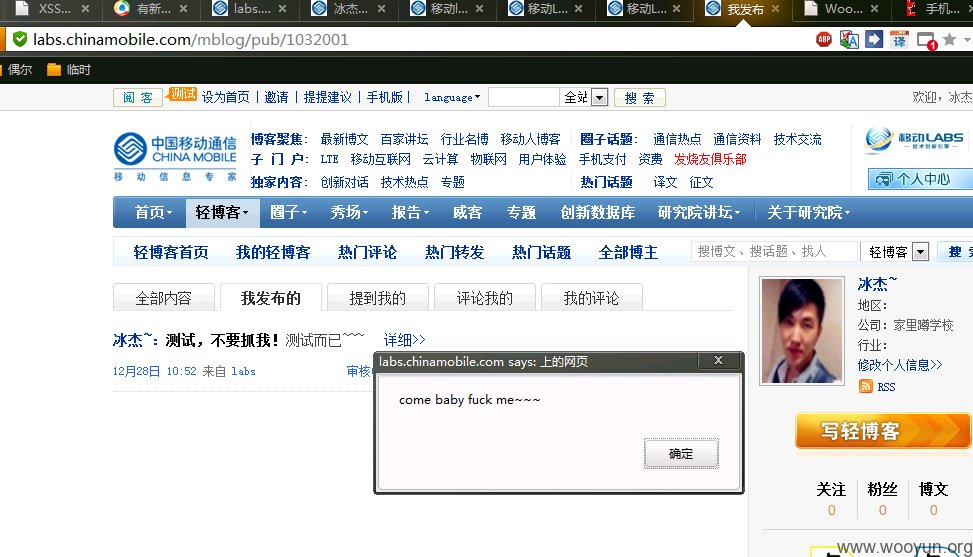 XSS...
有新...
labs....
冰杰...
移动l...
移动L...
移动L...
我发布
Woo...
手机...
labs.chinamobile.com/mblog/pub/1032001
ABP
译
1
偶尔 临时
阅 客 测试 设为首页 | 邀请 | 提提建议 | 手机版 | language 全站 搜 索
欢迎, 冰杰
中国移动通信
CHINA MOBILE
移 动 信 息 专 家
博客聚焦: 最新博文 百家讲坛 行业名博 移动人博客
子 门 户: LTE 移动互联网 云计算 物联网 用户体验
独家内容: 创新对话 技术热点 专题
圈子话题: 通信热点 通信资料 技术交流
手机支付 资费 发烧友俱乐部
热门话题 译文 征文
移动LABS
技术创新引擎
个人中心
首页 轻博客 圈子 秀场 报告 威客 专题 创新数据库 研究院讲坛 关于研究院
轻博客首页 我的轻博客 热门评论 热门转发 热门话题 全部博主
搜博文、搜话题、找人 轻博客 搜
全部内容 我发布的 提到我的 评论我的 我的评论
冰杰~: 测试，不要抓我! 测试而已~~~ 详细>>
12月28日 10:52 来自 labs 审核
labs.chinamobile.com says: 上的网页
X
come baby fuck me~~~
确定
冰杰~
地区:
公司: 家里蹲学校
行业:
修改个人信息>>
RSS
写轻博客
关注 粉丝 博文
0 0 0
www.wooyun.org